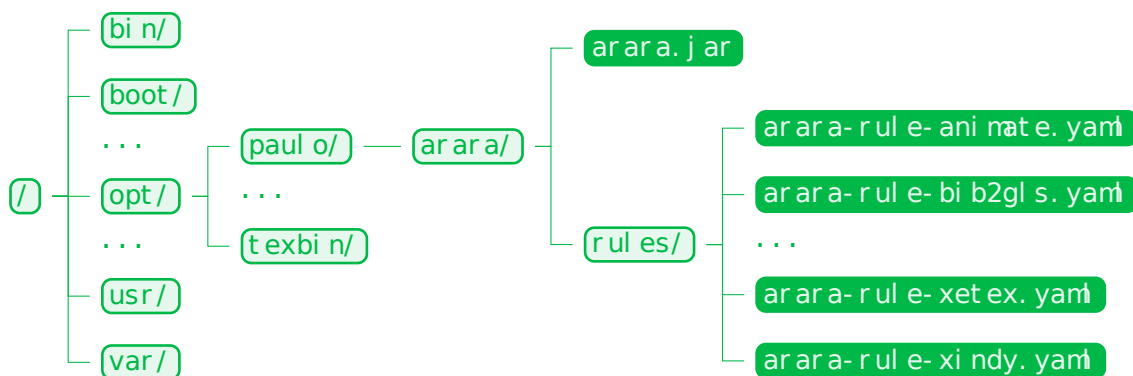 /
bin/
boot/
...
opt/
...
usr/
var/
paulo/
...
texbin/
arara/
arara.jar
rules/
arara-rule-animate.yaml
arara-rule-bib2gls.yaml
...
arara-rule-xetex.yaml
arara-rule-xindy.yaml